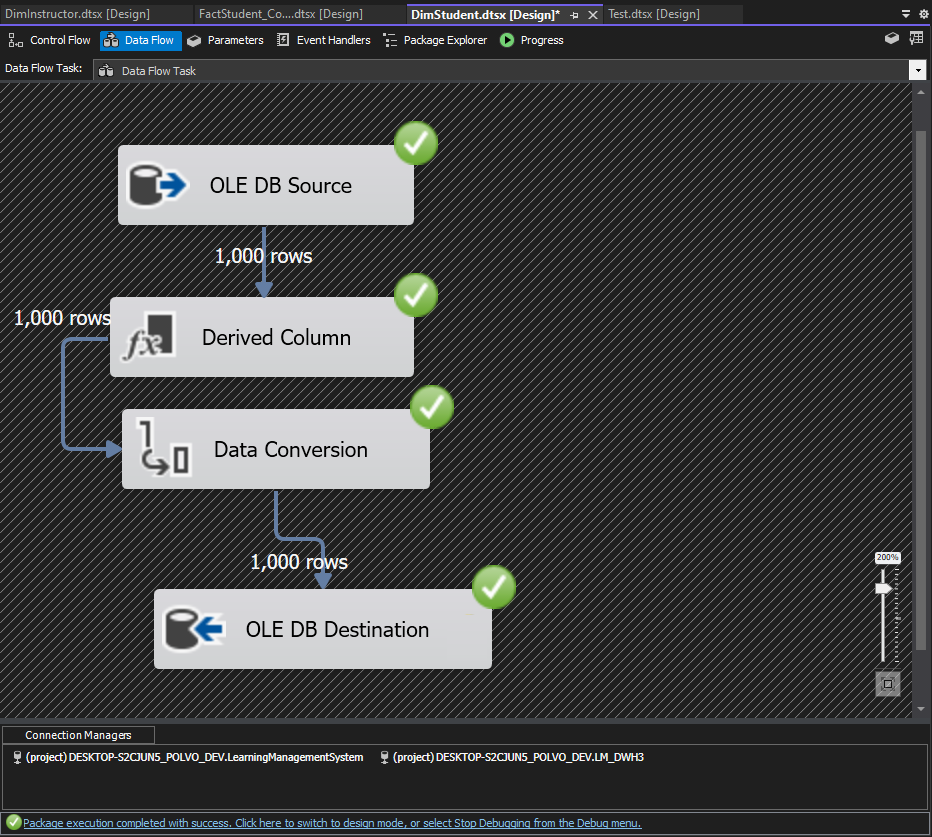 DimInstructor.dtsx [Design] FactStudent_Co....dtsx [Design] DimStudent.dtsx [Design]* Test.dtsx [Design]
Control Flow Data Flow Parameters Event Handlers Package Explorer Progress
Data Flow Task: Data Flow Task
OLE DB Source
1,000 rows
1,000 rows
fx Derived Column
Data Conversion
1,000 rows
200%
OLE DB Destination
Connection Managers
(project) DESKTOP-S2CJUN5_POLVO_DEV.LearningManagementSystem (project) DESKTOP-S2CJUN5_POLVO_DEV.LM_DWH3
Package execution completed with success. Click here to switch to design mode, or select Stop Debugging from the Debug menu.